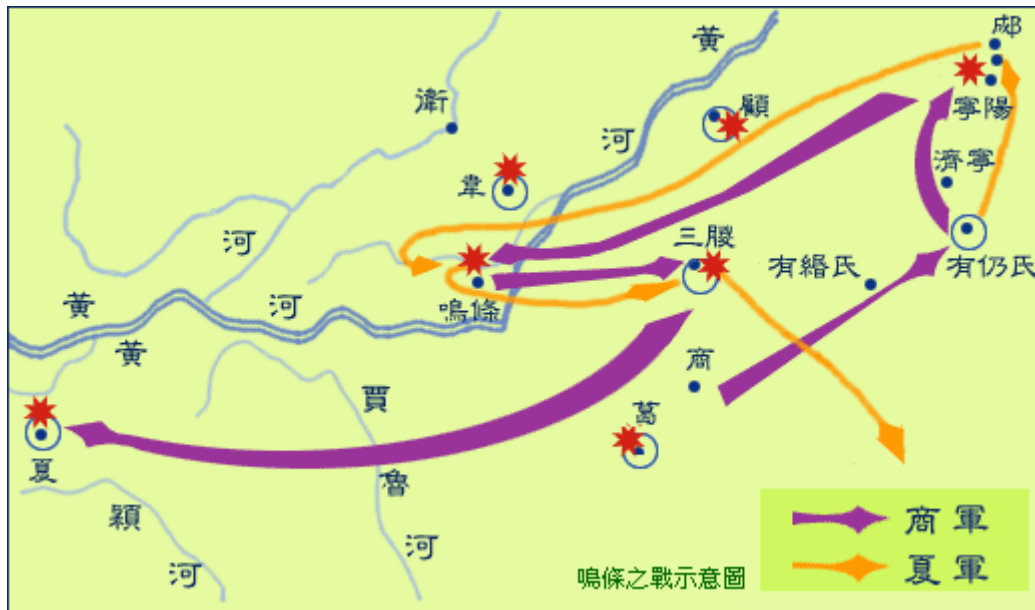 黃河
郕
寧陽
濟寧
有仍氏
有緡氏
顧
衛
韋
三朡
鳴條
河
黃河
黃
商
葛
夏
賈魯河
潁河
商軍
夏軍
鳴條之戰示意圖